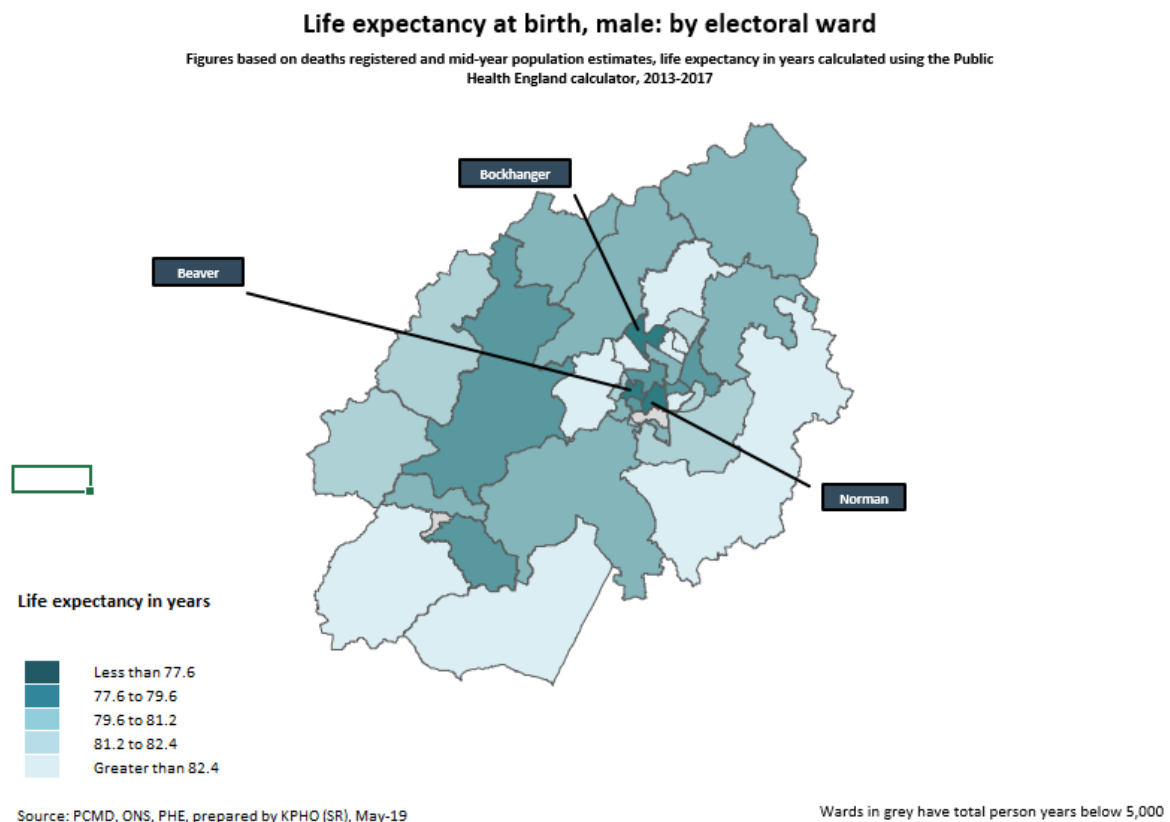 Life expectancy at birth, male: by electoral ward
Figures based on deaths registered and mid-year population estimates, life expectancy in years calculated using the Public
Health England calculator, 2013-2017
Bockhanger
Beaver
Norman
Life expectancy in years
Less than 77.6
77.6 to 79.6
79.6 to 81.2
81.2 to 82.4
Greater than 82.4
Source: PCMD, ONS, PHE, prepared by KPHO (SR), May-19
Wards in grey have total person years below 5,000